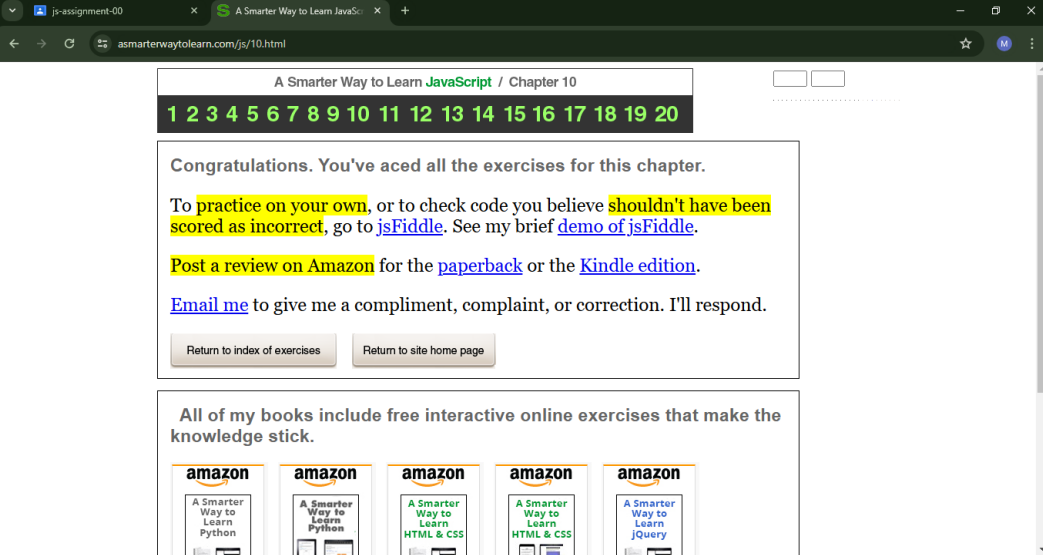 js-assignment-00
A Smarter Way to Learn JavaSc
asmarterwaytolearn.com/js/10.html
M
A Smarter Way to Learn JavaScript / Chapter 10
1 2 3 4 5 6 7 8 9 10 11 12 13 14 15 16 17 18 19 20
Congratulations. You've aced all the exercises for this chapter.
To practice on your own, or to check code you believe shouldn't have been
scored as incorrect, go to jsFiddle. See my brief demo of jsFiddle.
Post a review on Amazon for the paperback or the Kindle edition.
Email me to give me a compliment, complaint, or correction. I'll respond.
Return to index of exercises
Return to site home page
All of my books include free interactive online exercises that make the
knowledge stick.
amazon
A Smarter
Way to
Learn
Python
amazon
A Smarter
Way to
Learn
Python
amazon
A Smarter
Way to
Learn
HTML & CSS
amazon
A Smarter
Way to
Learn
HTML & CSS
amazon
A Smarter
Way to
Learn
jQuery